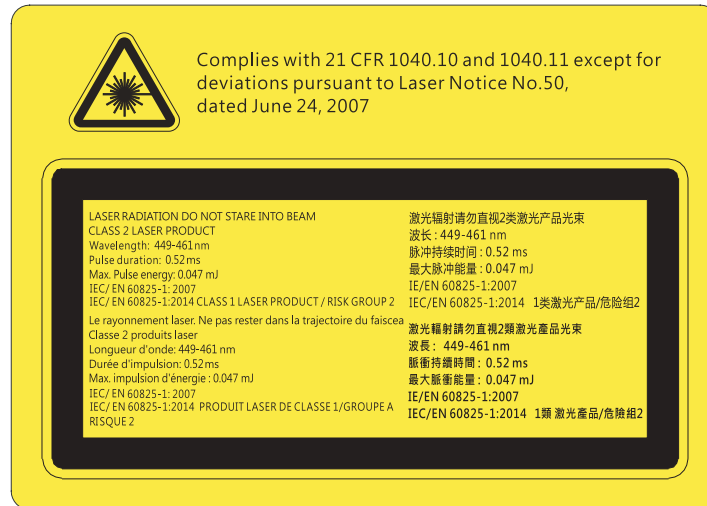 Complies with 21 CFR 1040.10 and 1040.11 except for
deviations pursuant to Laser Notice No.50,
dated June 24, 2007
LASER RADIATION DO NOT STARE INTO BEAM
CLASS 2 LASER PRODUCT
Wavelength: 449-461nm
Pulse duration: 0.52ms
Max. Pulse energy: 0.047 mJ
IEC/ EN 60825-1: 2007
IEC/ EN 60825-1:2014 CLASS 1 LASER PRODUCT / RISK GROUP 2
Le rayonnement laser. Ne pas rester dans la trajectoire du faiscea
Classe 2 produits laser
Longueur d'onde: 449-461 nm
Durée d'impulsion: 0.52ms
Max. impulsion d'énergie : 0.047 mJ
IEC/ EN 60825-1: 2007
IEC/ EN 60825-1:2014 PRODUIT LASER DE CLASSE 1/GROUPE A
RISQUE 2
激光辐射请勿直视2类激光产品光束
波长 : 449-461 nm
脉冲持续时间 : 0.52 ms
最大脉冲能量 : 0.047 mJ
IE/EN 60825-1:2007
IEC/EN 60825-1:2014 1类激光产品/危险组2
激光輻射請勿直視2類激光產品光束
波長 : 449-461 nm
脈衝持續時間 : 0.52 ms
最大脈衝能量 : 0.047 mJ
IE/EN 60825-1:2007
IEC/EN 60825-1:2014 1類 激光產品/危險組2